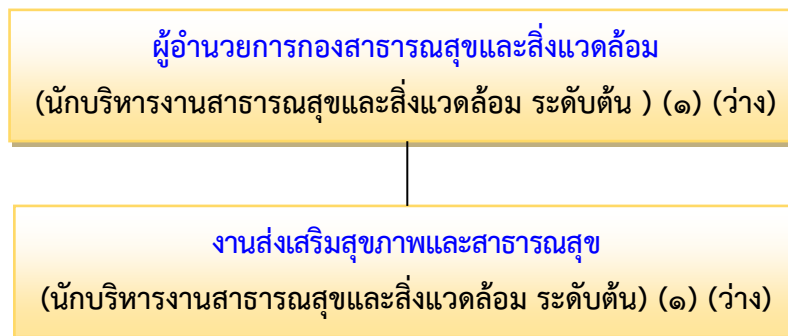 ผู้อำนวยการกองสาธารณสุขและสิ่งแวดล้อม
(นักบริหารงานสาธารณสุขและสิ่งแวดล้อม ระดับต้น ) (๑) (ว่าง)
งานส่งเสริมสุขภาพและสาธารณสุข
(นักบริหารงานสาธารณสุขและสิ่งแวดล้อม ระดับต้น) (๑) (ว่าง)